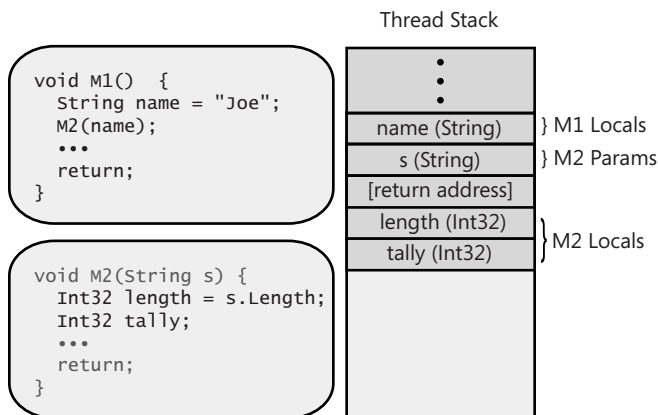 Thread Stack
void M1()  {
  String name = "Joe";
  M2(name);
  •••
  return;
}
void M2(String s) {
  Int32 length = s.Length;
  Int32 tally;
  •••
  return;
}
•
•
•
name (String)
} M1 Locals
s (String)
} M2 Params
[return address]
length (Int32)
tally (Int32)
} M2 Locals